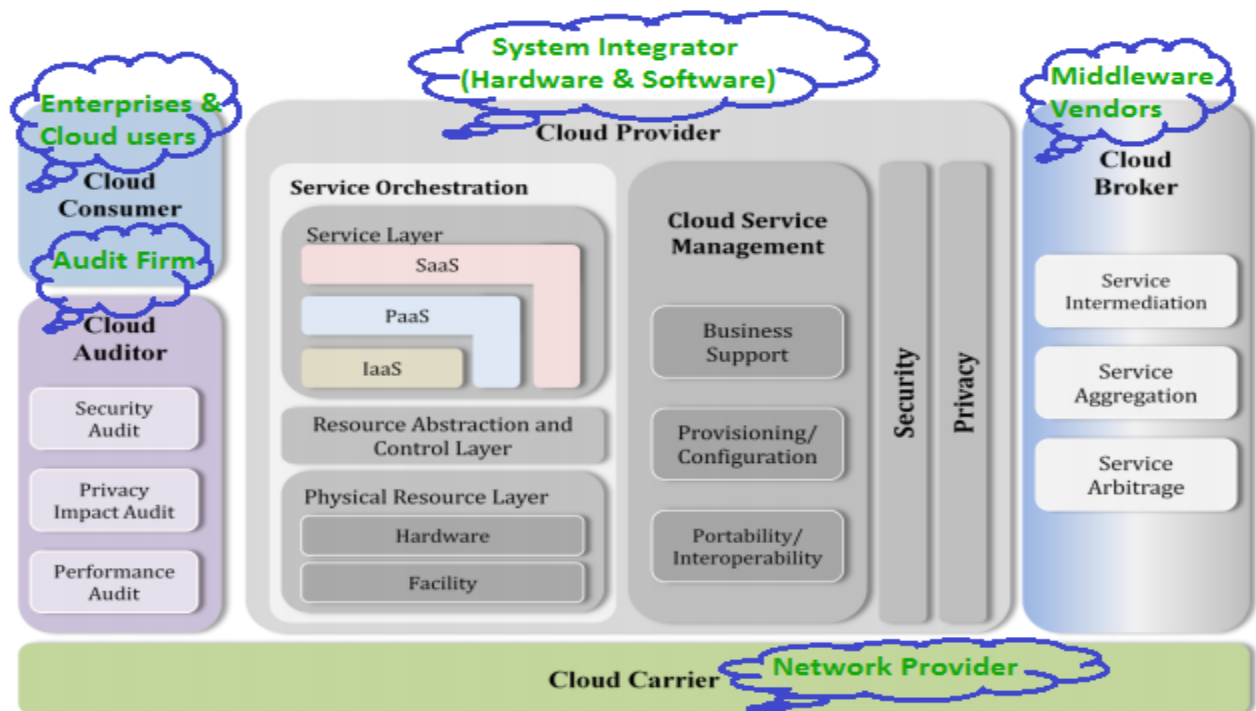 System Integrator
(Hardware & Software)
Enterprises &
Cloud users
Middleware
Vendors
Cloud
Consumer
Audit Firm
Cloud
Auditor
Security
Audit
Privacy
Impact Audit
Performance
Audit
Cloud Provider
Service Orchestration
Service Layer
SaaS
PaaS
IaaS
Resource Abstraction and
Control Layer
Physical Resource Layer
Hardware
Facility
Cloud Service
Management
Business
Support
Provisioning/
Configuration
Portability/
Interoperability
Security
Privacy
Cloud
Broker
Service
Intermediation
Service
Aggregation
Service
Arbitrage
Cloud Carrier
Network Provider